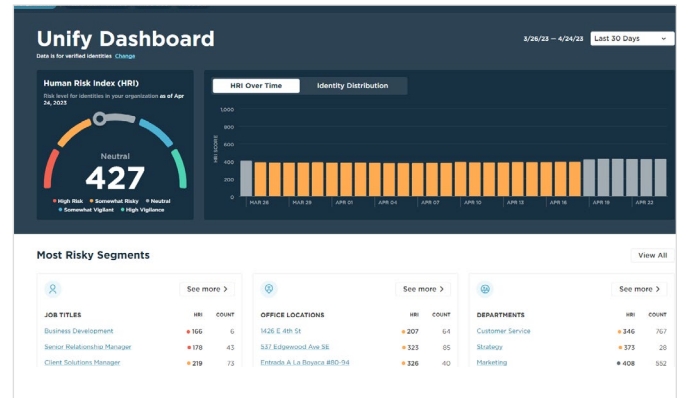 Unify Dashboard
Data is for verified identities Change
3/26/23 — 4/24/23 Last 30 Days
Human Risk Index (HRI)
Risk level for identities in your organization as of Apr
24, 2023
Neutral
427
High Risk Somewhat Risky Neutral
Somewhat Vigilant High Vigilance
HRI Over Time Identity Distribution
HRI SCORE
1,000
800
600
400
200
0
MAR 26 MAR 29 APR 01 APR 04 APR 07 APR 10 APR 13 APR 16 APR 19 APR 22
Most Risky Segments
View All
See more >
JOB TITLES HRI COUNT
Business Development 166 6
Senior Relationship Manager 178 43
Client Solutions Manager 219 73
See more >
OFFICE LOCATIONS HRI COUNT
1426 E 4th St 207 64
537 Edgewood Ave SE 323 85
Entrada A La Boyaca #80-94 326 40
See more >
DEPARTMENTS HRI COUNT
Customer Service 346 767
Strategy 373 28
Marketing 408 552